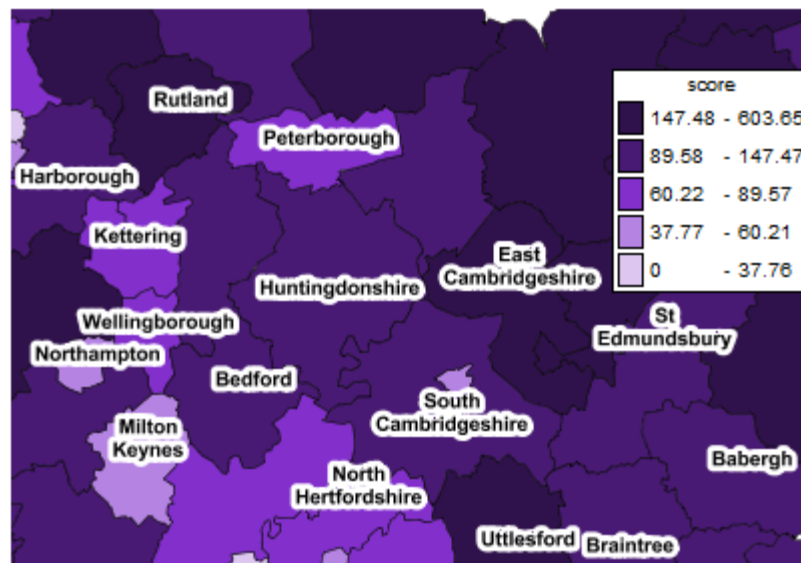 score
147.48 - 603.65
89.58 - 147.47
60.22 - 89.57
37.77 - 60.21
0 - 37.76
Rutland
Peterborough
Harborough
Kettering
East
Cambridgeshire
Huntingdonshire
St
Edmundsbury
Wellingborough
Northampton
Bedford
South
Cambridgeshire
Milton
Keynes
Babergh
North
Hertfordshire
Uttlesford
Braintree